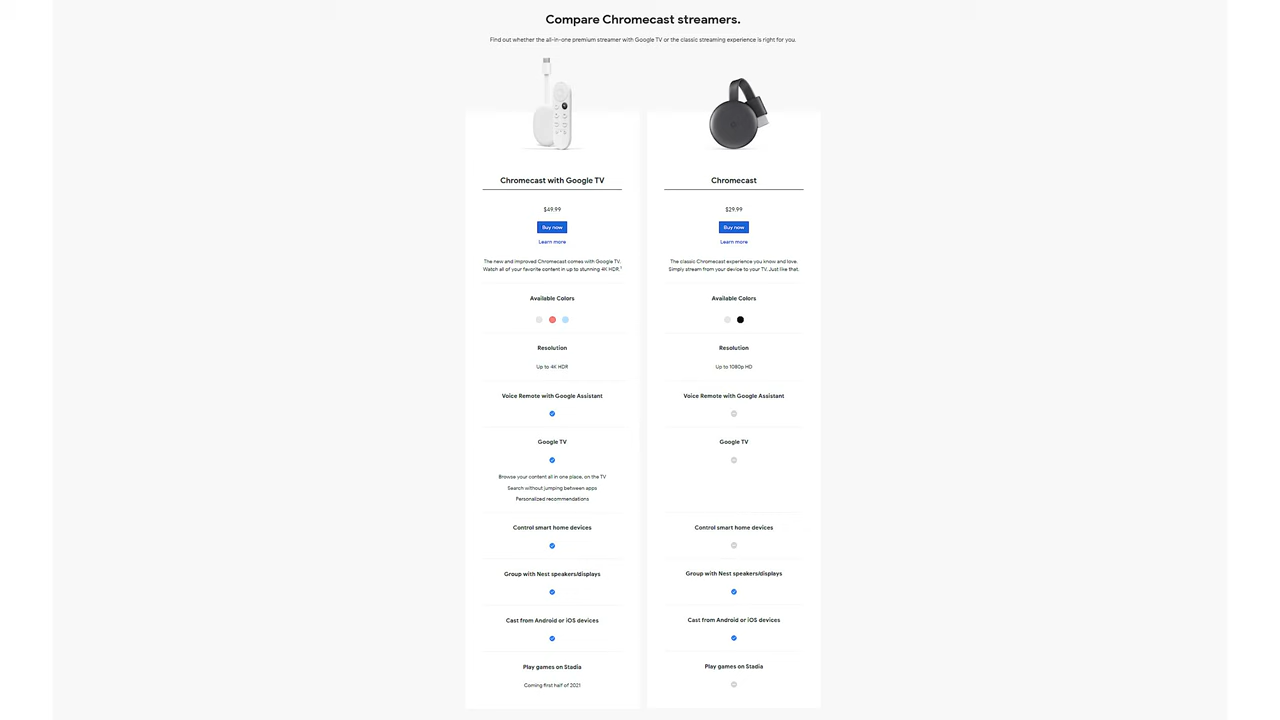 Compare Chromecast streamers.
Find out whether the all-in-one premium streamer with Google TV or the classic streaming experience is right for you.
Chromecast with Google TV
$49.99
Buy now
Learn more
The new and improved Chromecast comes with Google TV.
Watch all of your favorite content in up to stunning 4K HDR.¹
Available Colors
Resolution
Up to 4K HDR
Voice Remote with Google Assistant
Google TV
Browse your content all in one place, on the TV
Search without jumping between apps
Personalized recommendations
Control smart home devices
Group with Nest speakers/displays
Cast from Android or iOS devices
Play games on Stadia
Coming first half of 2021
Chromecast
$29.99
Buy now
Learn more
The classic Chromecast experience you know and love.
Simply stream from your device to your TV. Just like that.
Available Colors
Resolution
Up to 1080p HD
Voice Remote with Google Assistant
Google TV
Control smart home devices
Group with Nest speakers/displays
Cast from Android or iOS devices
Play games on Stadia